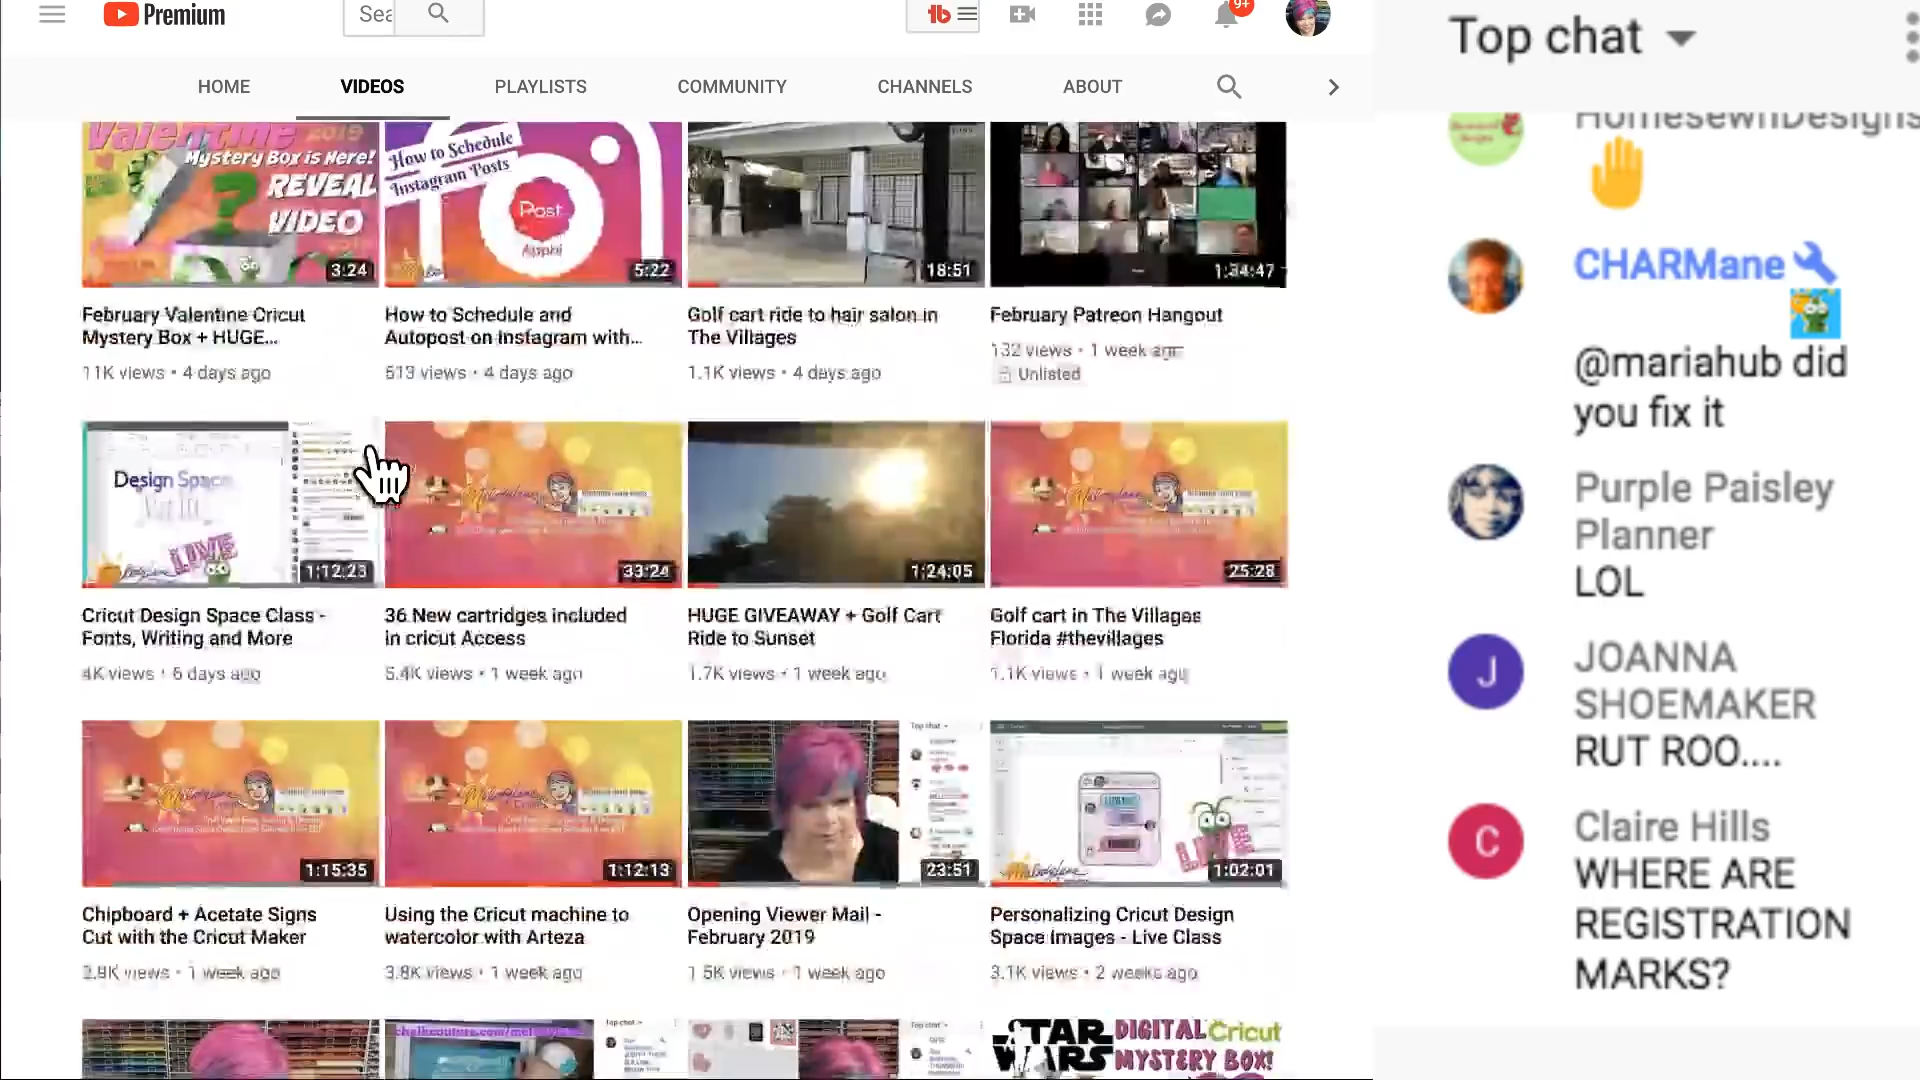 Premium
Sea
9+
HOME
VIDEOS
PLAYLISTS
COMMUNITY
CHANNELS
ABOUT
Valentine 2019
Mystery Box is Here!
REVEAL
VIDEO
3:24
How to Schedule
Instagram Posts
Post
5:22
18:51
1:34:47
February Valentine Cricut
Mystery Box + HUGE...
11K views • 4 days ago
How to Schedule and
Autopost on Instagram with...
613 views • 4 days ago
Golf cart ride to hair salon in
The Villages
1.1K views • 4 days ago
February Patreon Hangout
132 views • 1 week ago
Unlisted
Design Space
LIVE
1:12:23
33:24
1:24:05
25:28
Cricut Design Space Class -
Fonts, Writing and More
4K views • 6 days ago
36 New cartridges included
in cricut Access
5.4K views • 1 week ago
HUGE GIVEAWAY + Golf Cart
Ride to Sunset
1.7K views • 1 week ago
Golf cart in The Villages
Florida #thevillages
1.1K views • 1 week ago
1:15:35
1:12:13
Top chat
23:51
LIVE
1:02:01
Chipboard + Acetate Signs
Cut with the Cricut Maker
2.9K views • 1 week ago
Using the Cricut machine to
watercolor with Arteza
3.8K views • 1 week ago
Opening Viewer Mail -
February 2019
1.5K views • 1 week ago
Personalizing Cricut Design
Space Images - Live Class
3.1K views • 2 weeks ago
Top chat
Top chat
STAR WARS
DIGITAL Cricut
MYSTERY BOX!
Top chat
HomesewnDesigns
CHARMane
@mariahub did
you fix it
Purple Paisley
Planner
LOL
J
JOANNA
SHOEMAKER
RUT ROO....
C
Claire Hills
WHERE ARE
REGISTRATION
MARKS?